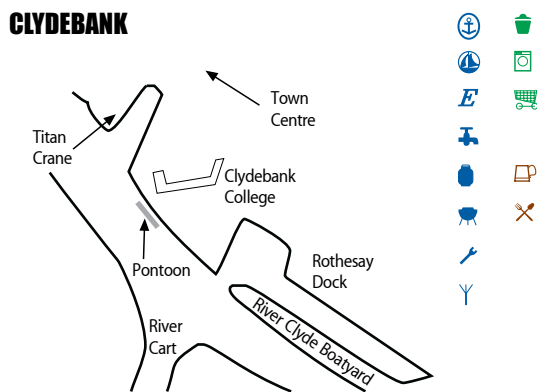 CLYDEBANK
E
Town
Centre
Titan
Crane
Clydebank
College
Pontoon
Rothesay
Dock
River Clyde Boatyard
River
Cart